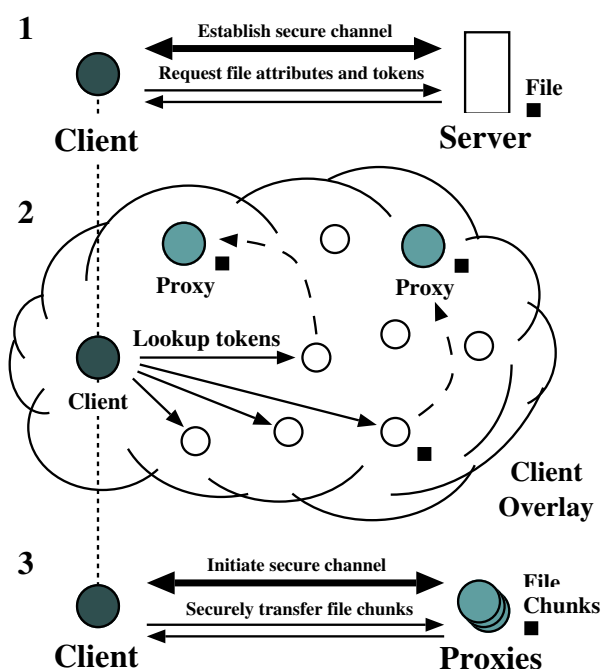 1
Establish secure channel
Request file attributes and tokens
File
Client
Server
2
Proxy
Proxy
Lookup tokens
Client
Client
Overlay
3
Initiate secure channel
File
Securely transfer file chunks
Chunks
Client
Proxies